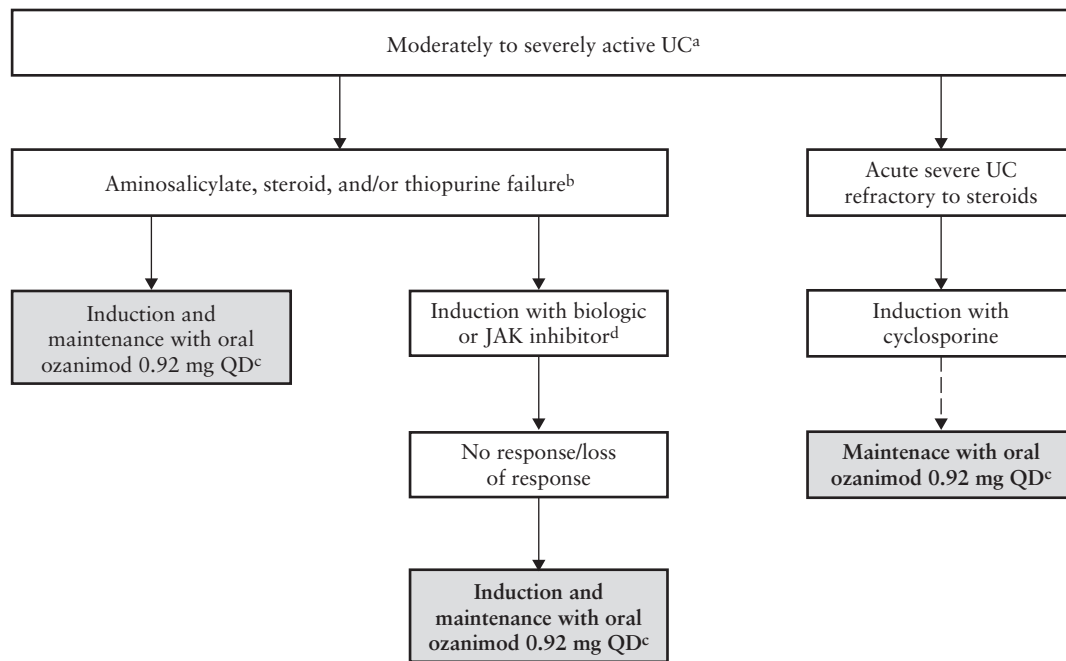 Moderately to severely active UCᵃ
Aminosalicylate, steroid, and/or thiopurine failureᵇ
Acute severe UC
refractory to steroids
Induction and
maintenance with oral
ozanimod 0.92 mg QDᶜ
Induction with biologic
or JAK inhibitorᵈ
Induction with
cyclosporine
No response/loss
of response
Maintenace with oral
ozanimod 0.92 mg QDᶜ
Induction and
maintenance with oral
ozanimod 0.92 mg QDᶜ